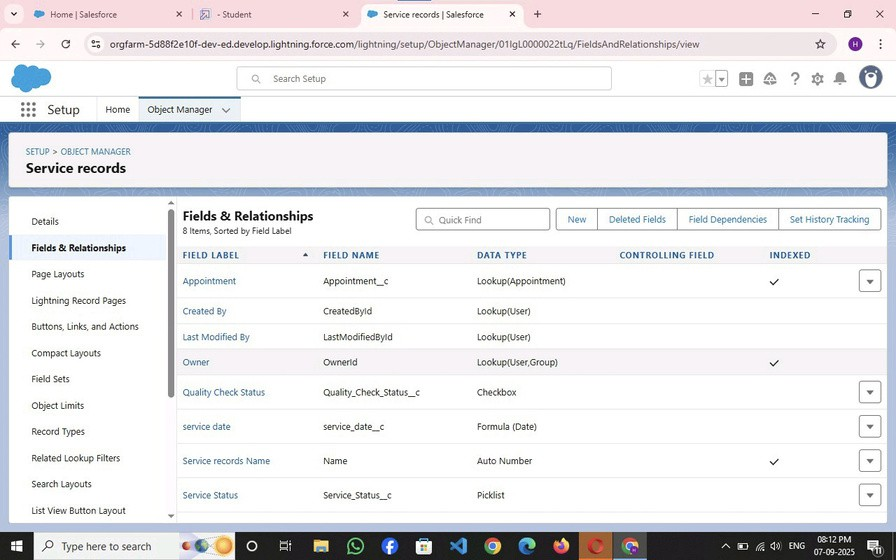 Home | Salesforce
- Student
Service records | Salesforce
orgfarm-5d88f2e10f-dev-ed.develop.lightning.force.com/lightning/setup/ObjectManager/01IgL0000022tLq/FieldsAndRelationships/view
H
Search Setup
Setup
Home
Object Manager
SETUP > OBJECT MANAGER
Service records
Details
Fields & Relationships
Page Layouts
Lightning Record Pages
Buttons, Links, and Actions
Compact Layouts
Field Sets
Object Limits
Record Types
Related Lookup Filters
Search Layouts
List View Button Layout
Fields & Relationships
8 Items, Sorted by Field Label
Quick Find
New
Deleted Fields
Field Dependencies
Set History Tracking
FIELD LABEL FIELD NAME DATA TYPE CONTROLLING FIELD INDEXED
Appointment Appointment__c Lookup(Appointment)
Created By CreatedById Lookup(User)
Last Modified By LastModifiedById Lookup(User)
Owner OwnerId Lookup(User,Group)
Quality Check Status Quality_Check_Status__c Checkbox
service date service_date__c Formula (Date)
Service records Name Name Auto Number
Service Status Service_Status__c Picklist
Type here to search
ENG
08:12 PM
07-09-2025